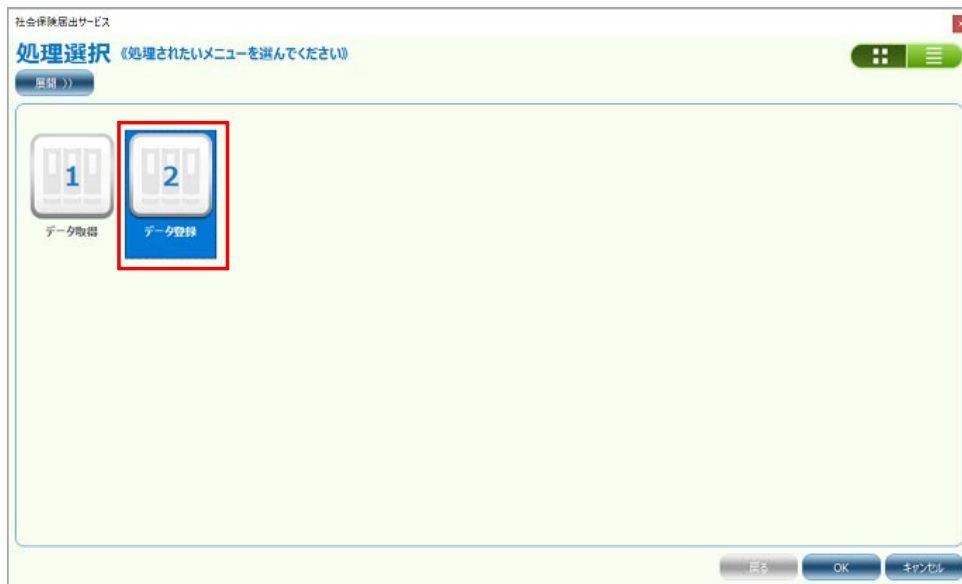 社会保険届出サービス
処理選択 《処理されたいメニューを選んでください》
展開 》
1
2
データ取得
データ登録
戻る
OK
キャンセル